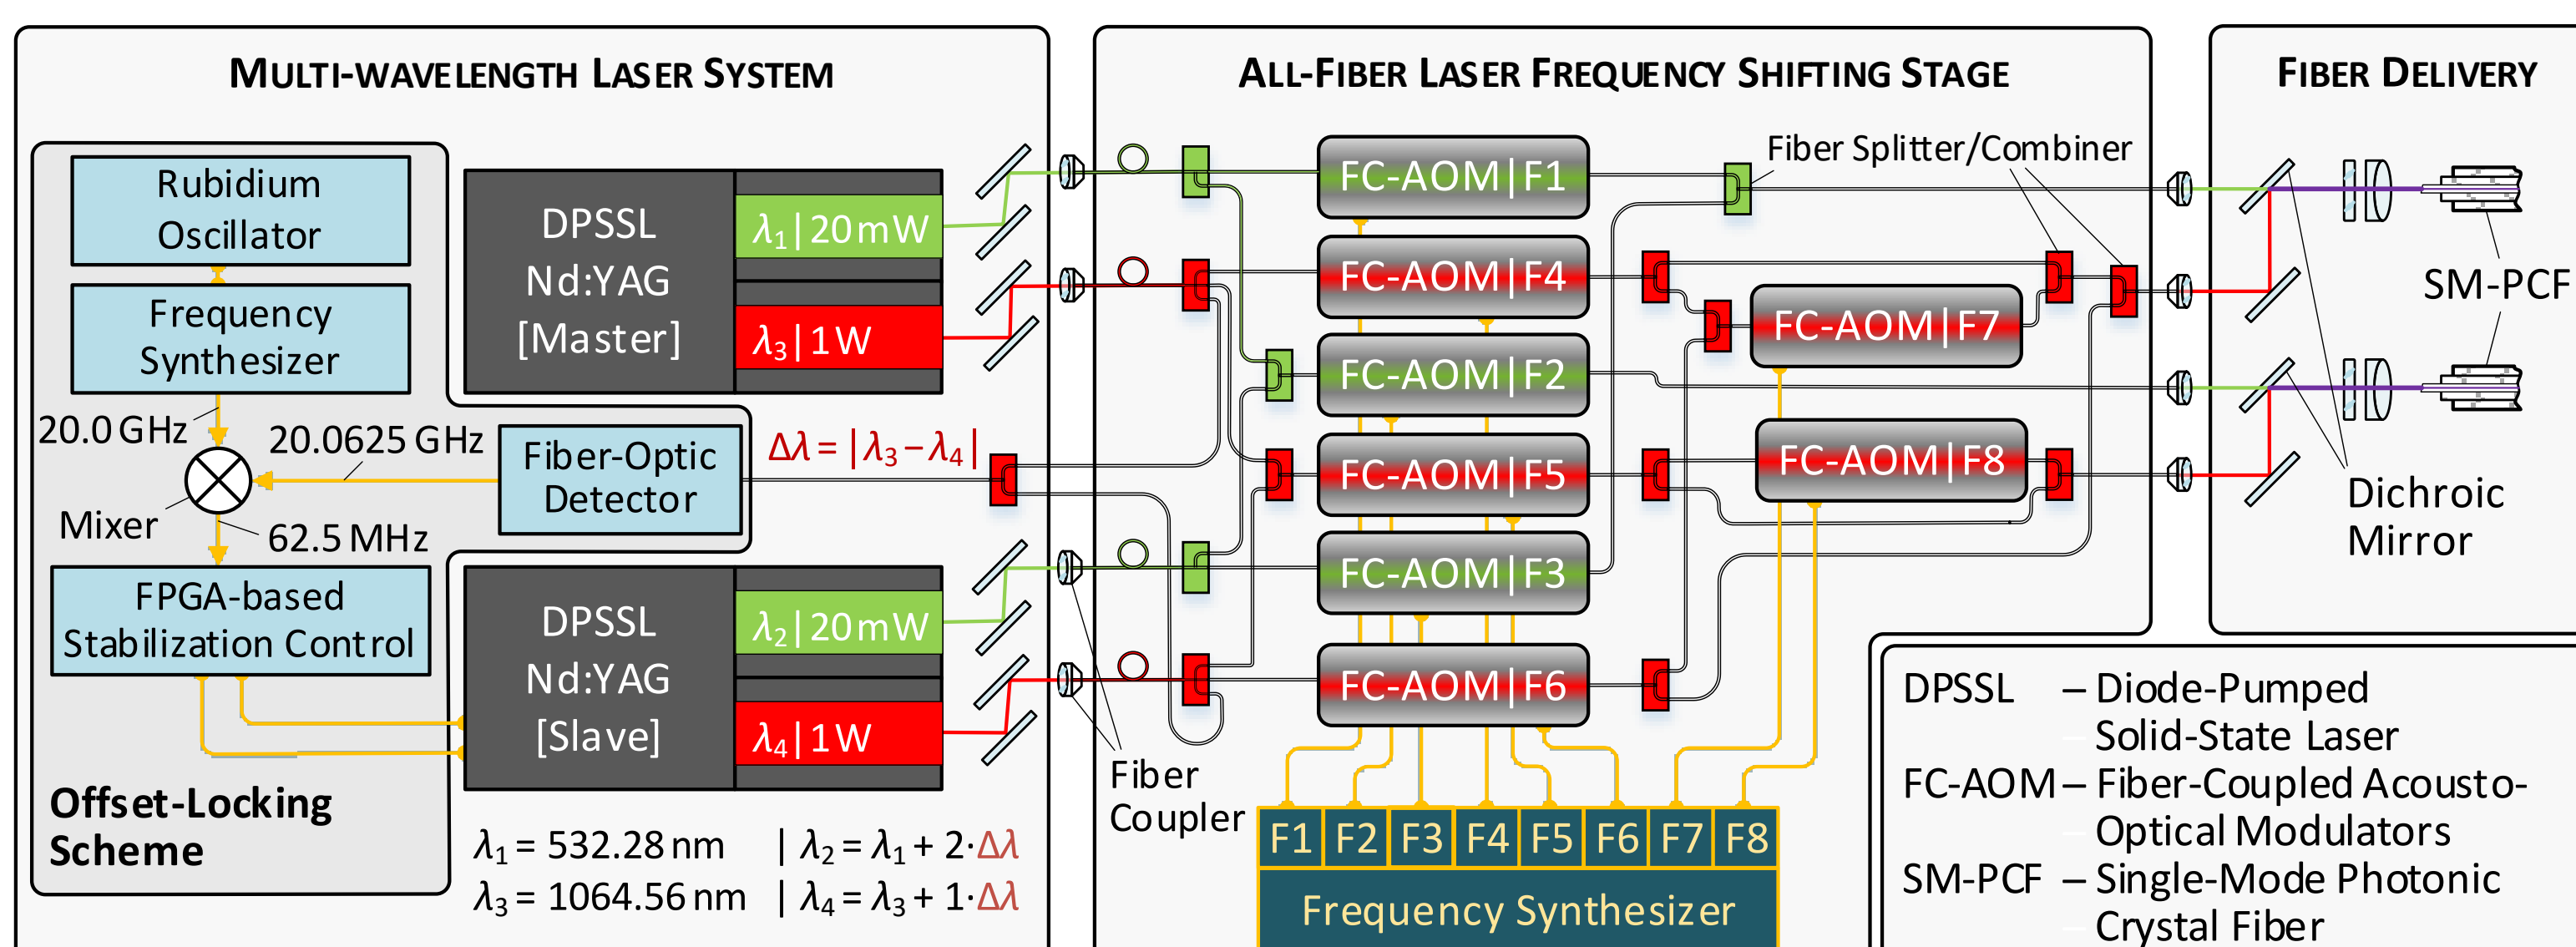 MULTI-WAVELENGTH LASER SYSTEM
Rubidium
Oscillator
Frequency
Synthesizer
20.0 GHz
20.0625 GHz
Mixer
62.5 MHz
Fiber-Optic
Detector
Δλ = |λ3 – λ4|
FPGA-based
Stabilization Control
Offset-Locking
Scheme
DPSSL
Nd:YAG
[Master]
λ1 | 20 mW
λ3 | 1 W
DPSSL
Nd:YAG
[Slave]
λ2 | 20 mW
λ4 | 1 W
λ1 = 532.28 nm | λ2 = λ1 + 2·Δλ
λ3 = 1064.56 nm | λ4 = λ3 + 1·Δλ
ALL-FIBER LASER FREQUENCY SHIFTING STAGE
Fiber Splitter/Combiner
FC-AOM|F1
FC-AOM|F4
FC-AOM|F7
FC-AOM|F2
FC-AOM|F5
FC-AOM|F8
FC-AOM|F3
FC-AOM|F6
Fiber
Coupler
F1 F2 F3 F4 F5 F6 F7 F8
Frequency Synthesizer
FIBER DELIVERY
SM-PCF
Dichroic
Mirror
DPSSL – Diode-Pumped
Solid-State Laser
FC-AOM – Fiber-Coupled Acousto-
Optical Modulators
SM-PCF – Single-Mode Photonic
Crystal Fiber